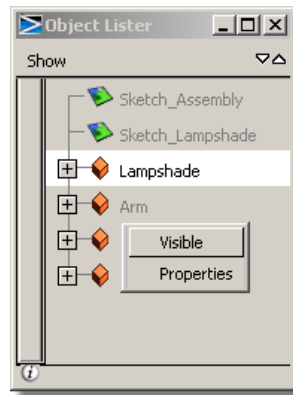 Object Lister
Show
Sketch_Assembly
Sketch_Lampshade
Lampshade
Arm
Visible
Properties